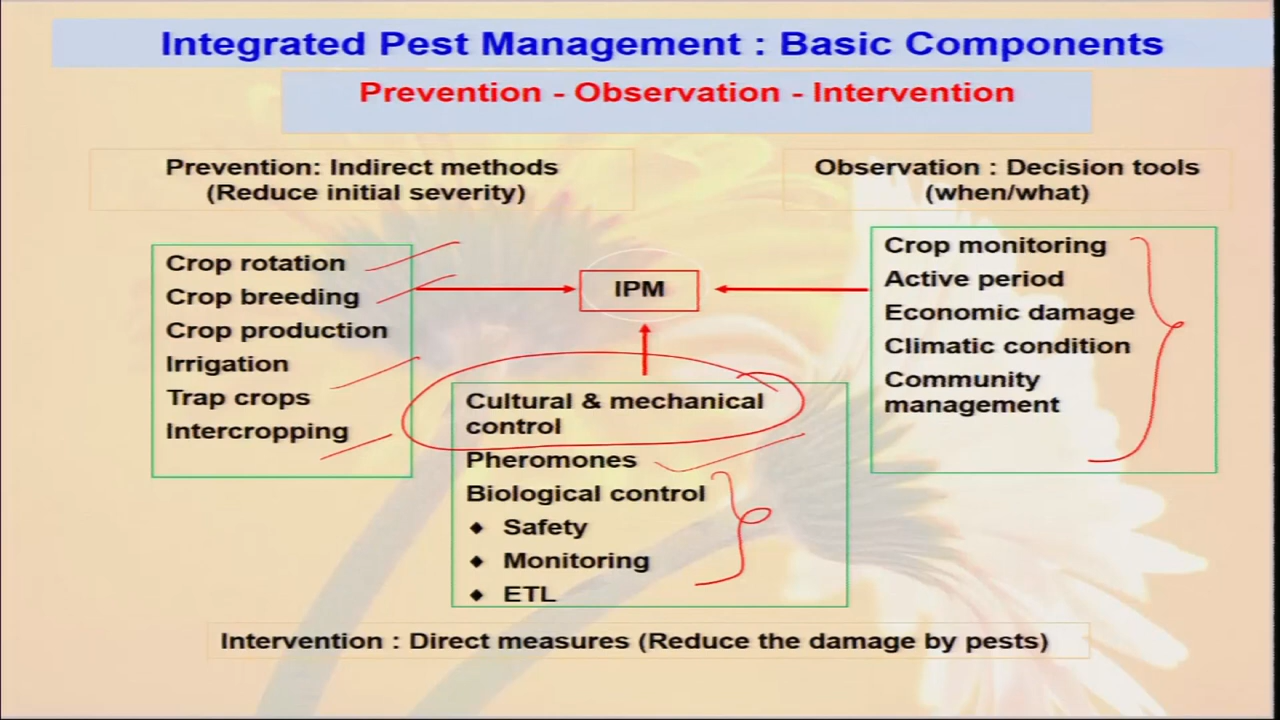 Integrated Pest Management : Basic Components
Prevention - Observation - Intervention
Prevention: Indirect methods
(Reduce initial severity)
Observation : Decision tools
(when/what)
Crop rotation
Crop breeding
Crop production
Irrigation
Trap crops
Intercropping
IPM
Crop monitoring
Active period
Economic damage
Climatic condition
Community
management
Cultural & mechanical
control
Pheromones
Biological control
♦ Safety
♦ Monitoring
♦ ETL
Intervention : Direct measures (Reduce the damage by pests)